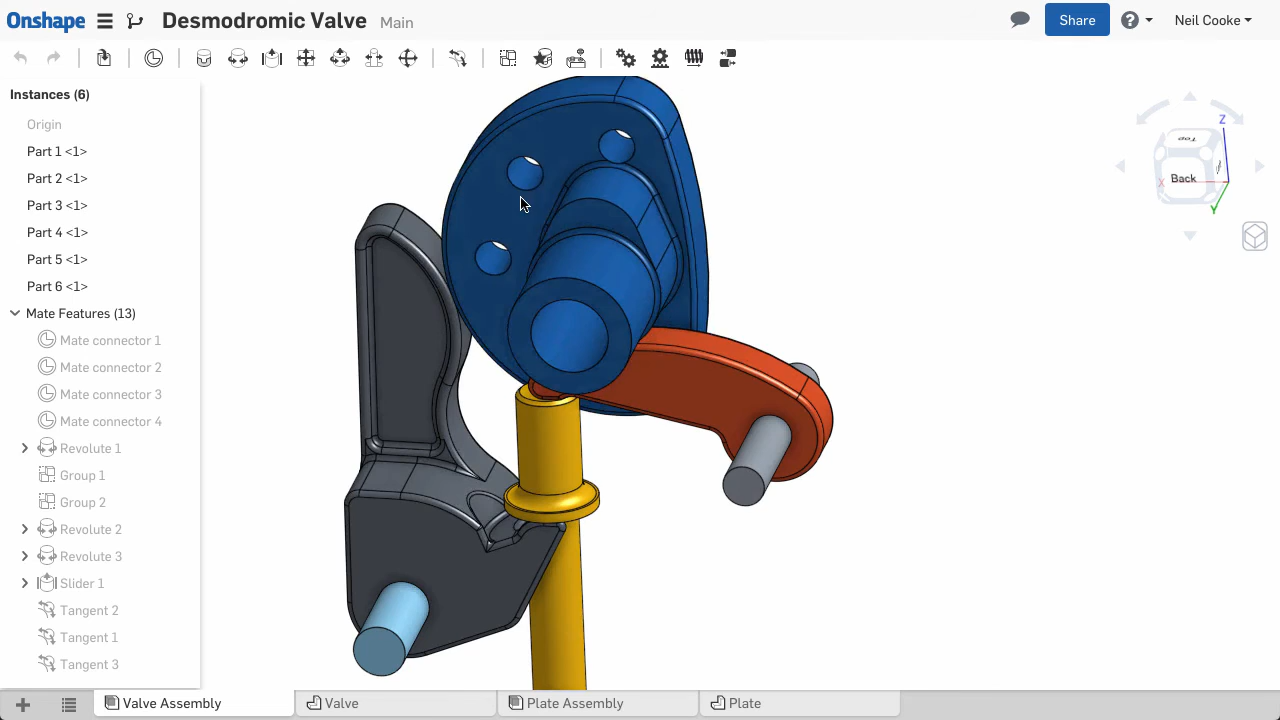 Onshape Desmodromic Valve Main Share Neil Cooke
Instances (6)
Origin
Part 1 <1>
Part 2 <1>
Part 3 <1>
Part 4 <1>
Part 5 <1>
Part 6 <1>
Mate Features (13)
Mate connector 1
Mate connector 2
Mate connector 3
Mate connector 4
Revolute 1
Group 1
Group 2
Revolute 2
Revolute 3
Slider 1
Tangent 2
Tangent 1
Tangent 3
Z
Top
Back
X
Y
Valve Assembly Valve Plate Assembly Plate